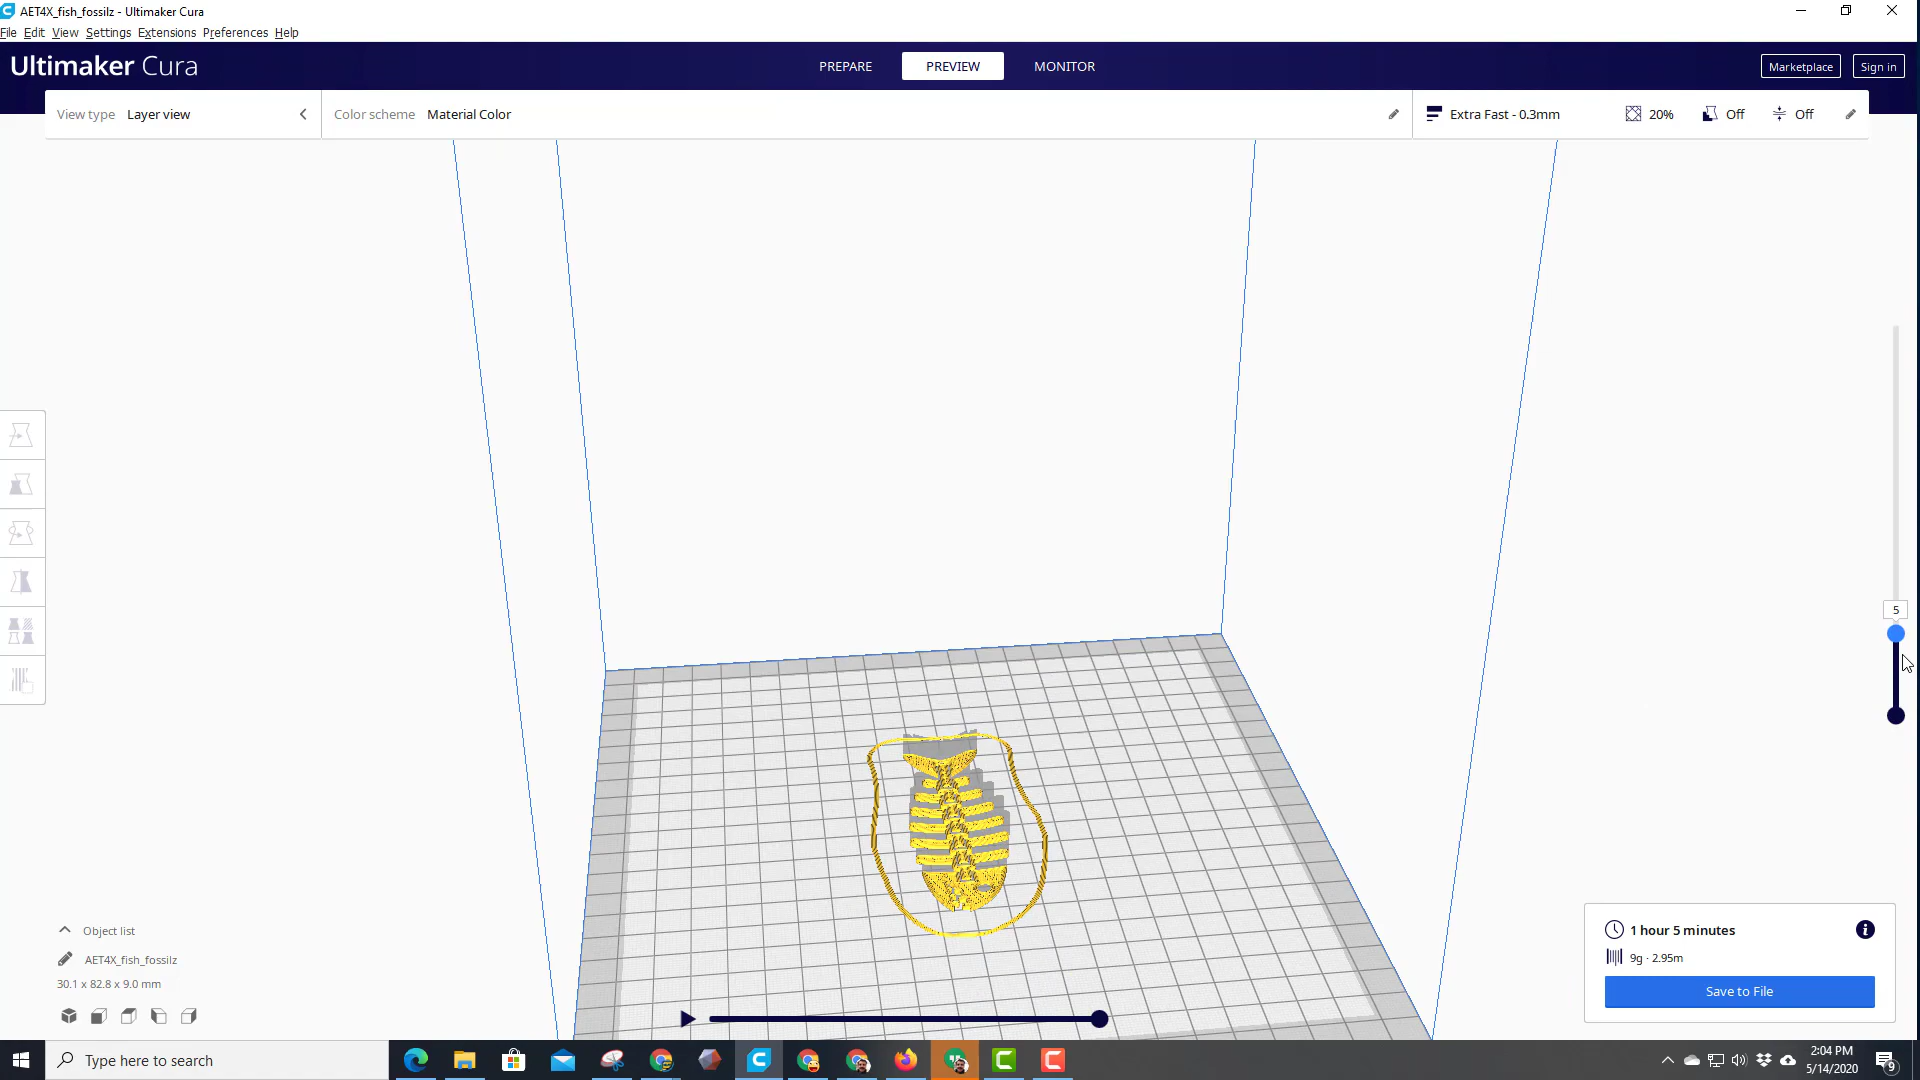 AET4X_fish_fossilz - Ultimaker Cura
File Edit View Settings Extensions Preferences Help
Ultimaker Cura
PREPARE PREVIEW MONITOR
Marketplace Sign in
View type Layer view Color scheme Material Color Extra Fast - 0.3mm 20% Off Off
5
Object list
AET4X_fish_fossilz
30.1 x 82.8 x 9.0 mm
1 hour 5 minutes
9g · 2.95m
Save to File
Type here to search
2:04 PM
5/14/2020
9